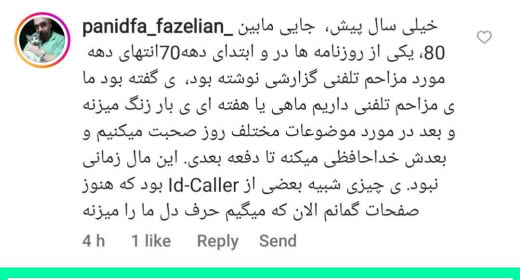 panidfa_fazelian_ خیلی سال پیش، جایی مابین
80، یکی از روزنامه ها در و ابتدای دهه70انتهای دهه
مورد مزاحم تلفنی گزارشی نوشته بود، ی گفته بود ما
ی مزاحم تلفنی داریم ماهی یا هفته ای ی بار زنگ میزنه
و بعد در مورد موضوعات مختلف روز صحبت میکنیم و
بعدش خداحافظی میکنه تا دفعه بعدی. این مال زمانی
نبود. ی چیزی شبیه بعضی از Id-Caller بود که هنوز
صفحات گمانم الان که میگیم حرف دل ما را میزنه
4 h 1 like Reply Send